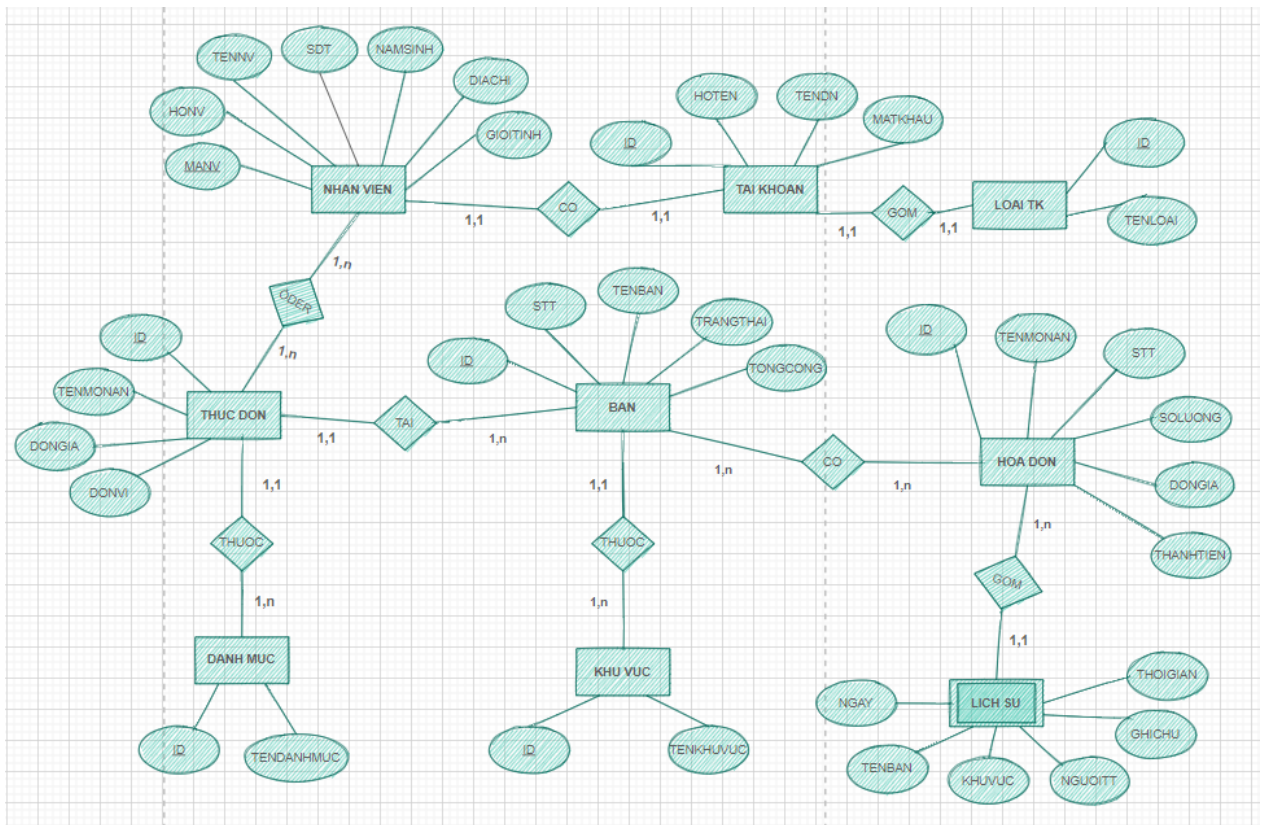 TENNV
SDT
NAMSINH
DIACHI
HONV
GIOITINH
MANV
NHAN VIEN
1,1
CO
1,1
HOTEN
TENDN
MATKHAU
ID
TAI KHOAN
1,1
GOM
1,1
LOAI TK
ID
TENLOAI
1,n
ODER
1,n
ID
TENMONAN
DONGIA
DONVI
THUC DON
1,1
TAI
1,n
STT
TENBAN
TRANGTHAI
ID
TONGCONG
BAN
1,n
CO
1,n
ID
TENMONAN
STT
SOLUONG
HOA DON
DONGIA
THANHTIEN
1,1
THUOC
1,n
DANH MUC
ID
TENDANHMUC
1,1
THUOC
1,n
KHU VUC
ID
TENKHUVUC
1,n
GOM
1,1
LICH SU
THOIGIAN
NGAY
GHICHU
TENBAN
KHUVUC
NGUOITT